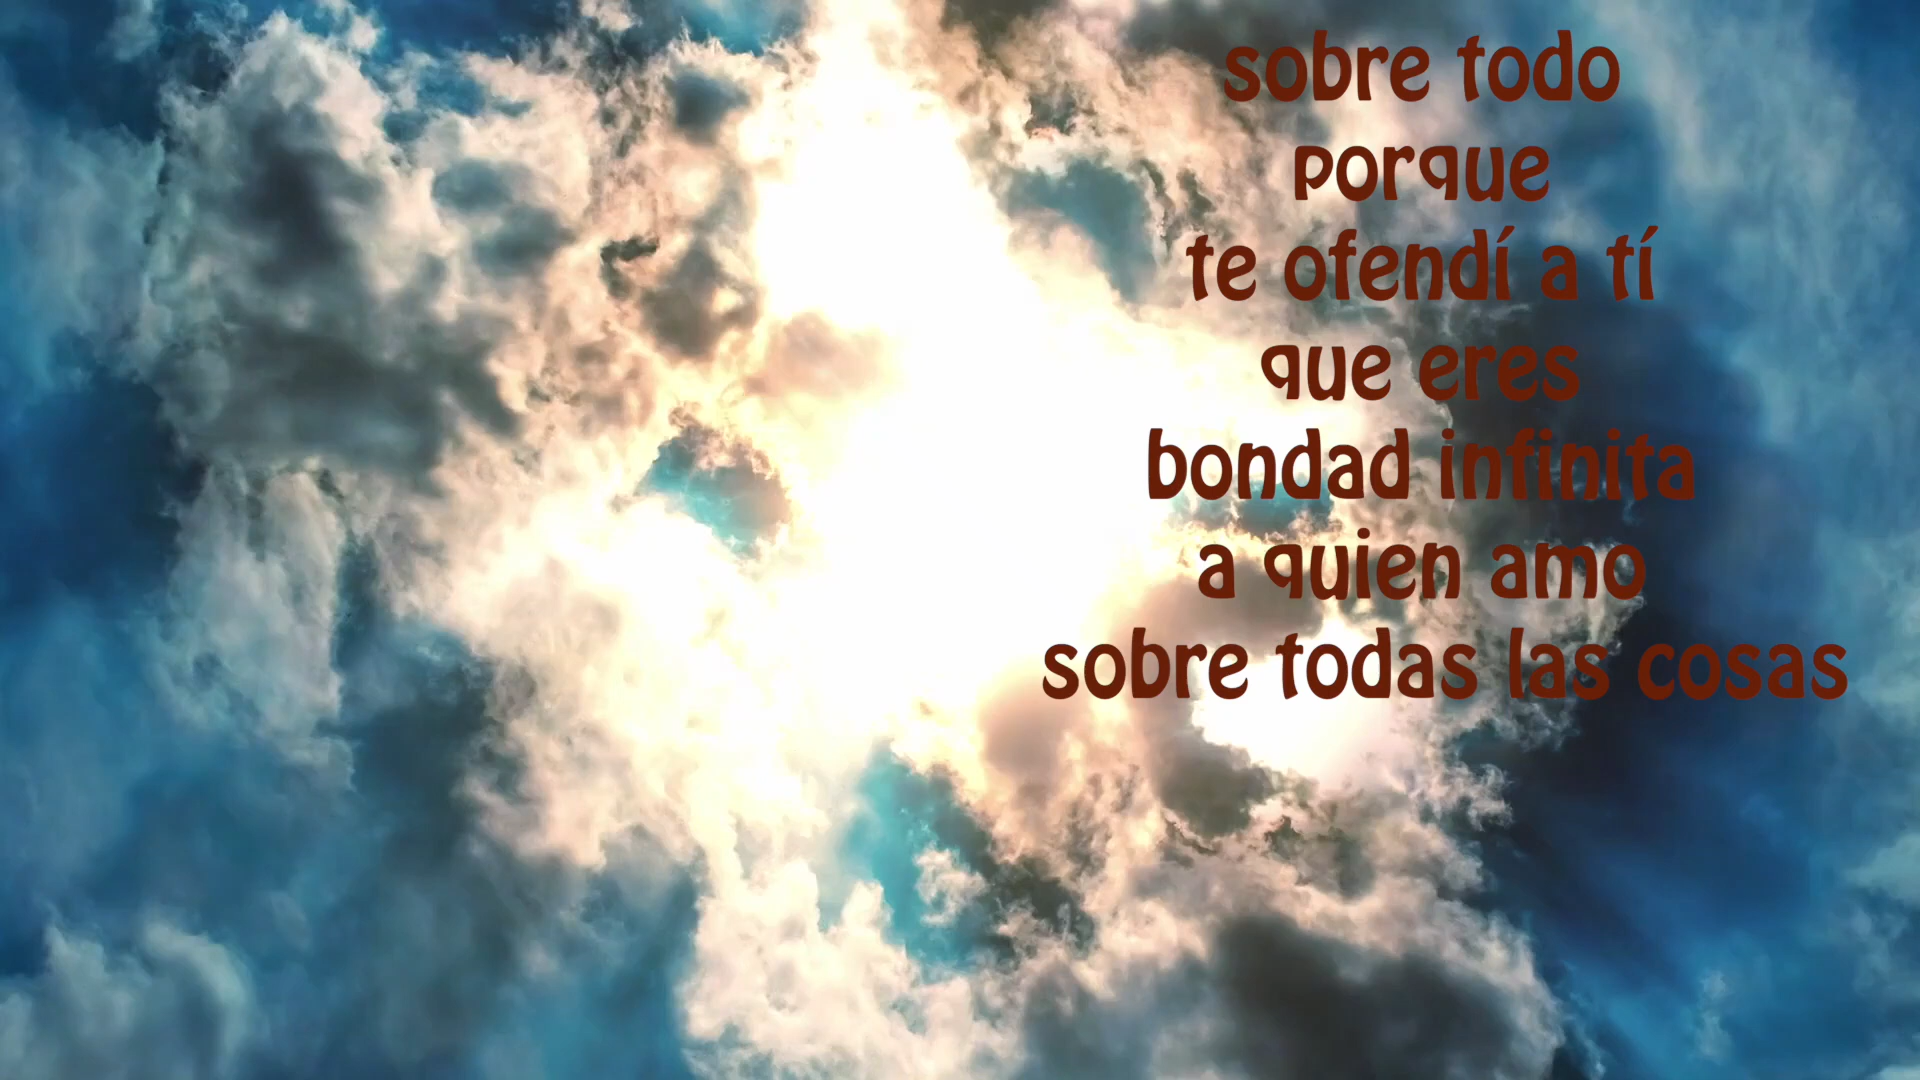 sobre todo
porque
te ofendí a tí
que eres
bondad infinita
a quien amo
sobre todas las cosas